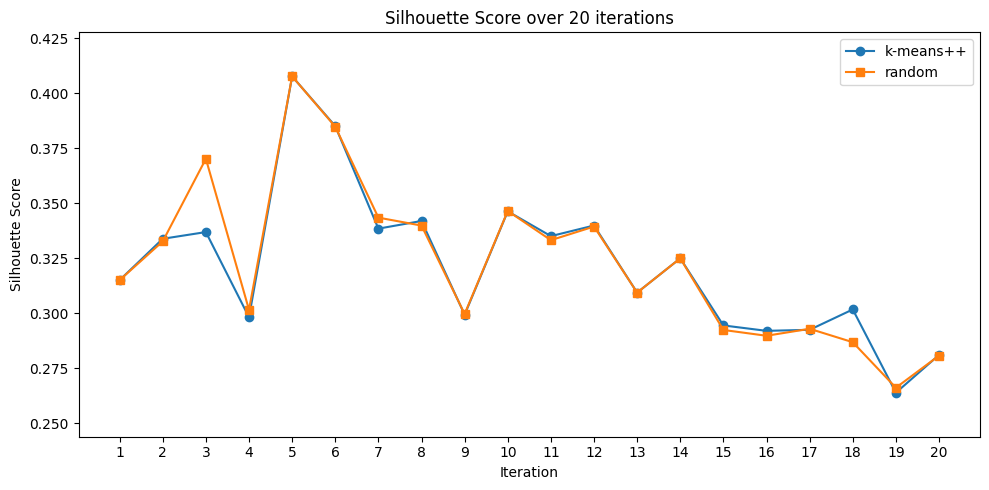 Silhouette Score over 20 iterations
k-means++
random
0.425
0.400
0.375
0.350
0.325
0.300
0.275
0.250
Silhouette Score
1 2 3 4 5 6 7 8 9 10 11 12 13 14 15 16 17 18 19 20
Iteration